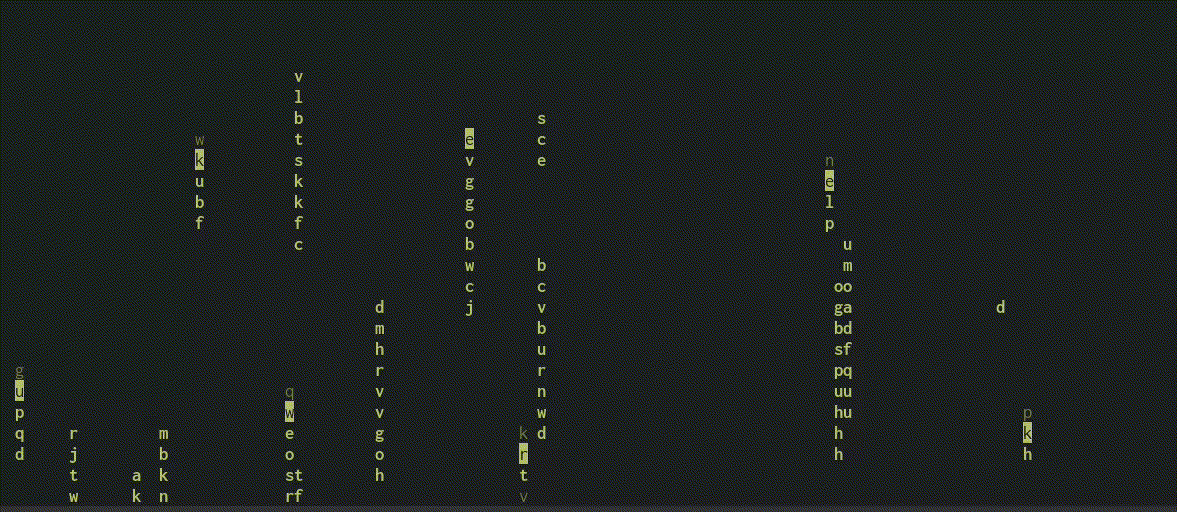 v
l
b s
w t e c
k s v e n
u k g e
b k g l
f f o p
c b u
w b m
c c oo
d j v ga d
m b bd
h u sf
g r r pq
u q v n uu
p w v w hu p
q r m e g k d h k
d j b o o r h h
t a k st h t
w k n rf v